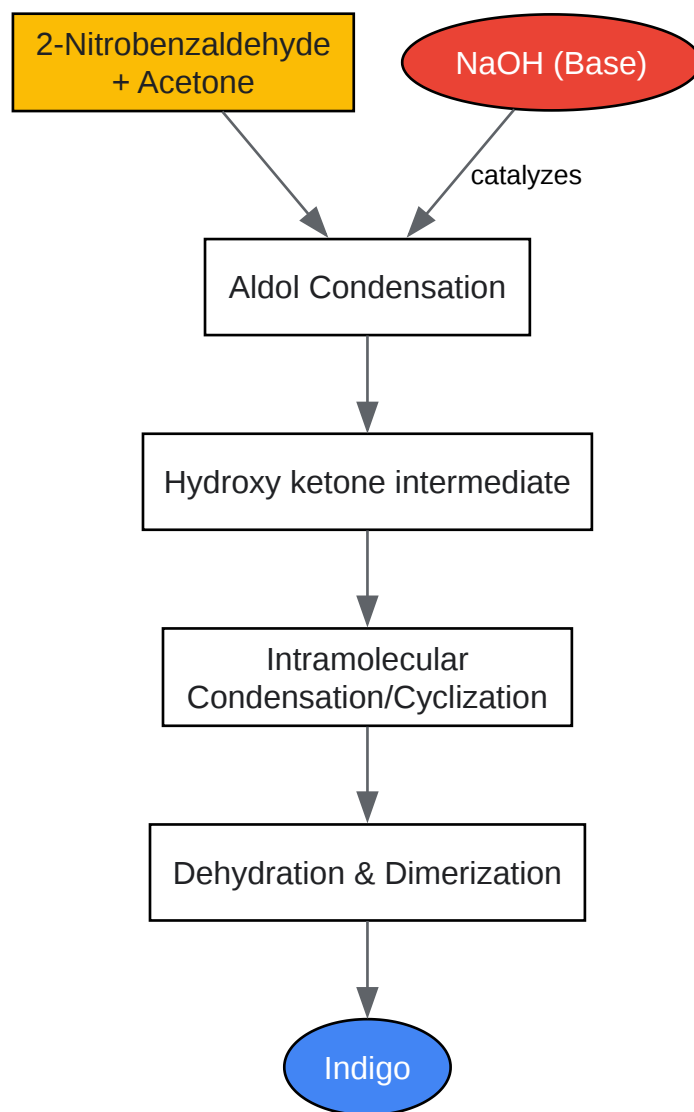 2-Nitrobenzaldehyde
+ Acetone
NaOH (Base)
catalyzes
Aldol Condensation
Hydroxy ketone intermediate
Intramolecular
Condensation/Cyclization
Dehydration & Dimerization
Indigo